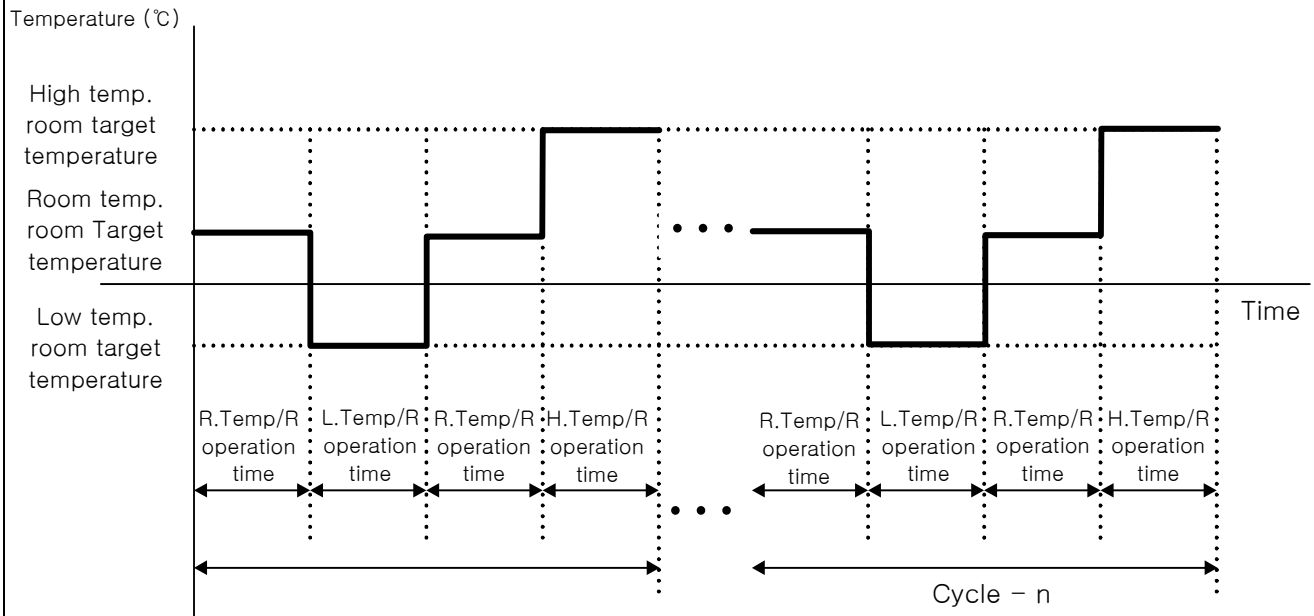 Temperature (℃)
High temp.
room target
temperature
Room temp.
room Target
temperature
Low temp.
room target
temperature
Time
R.Temp/R
operation
time
L.Temp/R
operation
time
R.Temp/R
operation
time
H.Temp/R
operation
time
R.Temp/R
operation
time
L.Temp/R
operation
time
R.Temp/R
operation
time
H.Temp/R
operation
time
Cycle - n